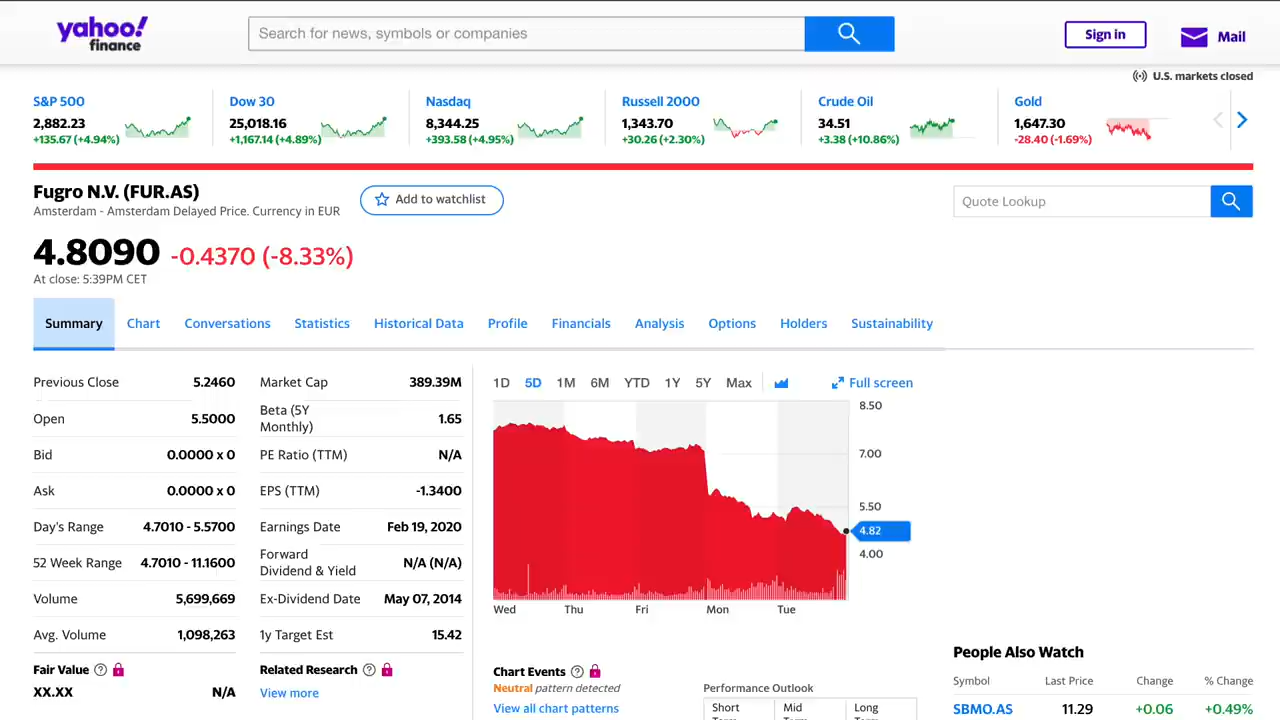 yahoo!
finance
Search for news, symbols or companies
Sign in
Mail
U.S. markets closed
S&P 500
2,882.23
+135.67 (+4.94%)
Dow 30
25,018.16
+1,167.14 (+4.89%)
Nasdaq
8,344.25
+393.58 (+4.95%)
Russell 2000
1,343.70
+30.26 (+2.30%)
Crude Oil
34.51
+3.38 (+10.86%)
Gold
1,647.30
-28.40 (-1.69%)
Fugro N.V. (FUR.AS)
Amsterdam - Amsterdam Delayed Price. Currency in EUR
Add to watchlist
Quote Lookup
4.8090 -0.4370 (-8.33%)
At close: 5:39PM CET
Summary Chart Conversations Statistics Historical Data Profile Financials Analysis Options Holders Sustainability
Previous Close 5.2460
Open 5.5000
Bid 0.0000 x 0
Ask 0.0000 x 0
Day's Range 4.7010 - 5.5700
52 Week Range 4.7010 - 11.1600
Volume 5,699,669
Avg. Volume 1,098,263
Fair Value
XX.XX N/A
Market Cap 389.39M
Beta (5Y
Monthly) 1.65
PE Ratio (TTM) N/A
EPS (TTM) -1.3400
Earnings Date Feb 19, 2020
Forward
Dividend & Yield N/A (N/A)
Ex-Dividend Date May 07, 2014
1y Target Est 15.42
Related Research
View more
1D 5D 1M 6M YTD 1Y 5Y Max
Full screen
8.50
7.00
5.50
4.82
4.00
Wed Thu Fri Mon Tue
Chart Events
Neutral pattern detected
View all chart patterns
Performance Outlook
Short Mid Long
People Also Watch
Symbol Last Price Change % Change
SBMO.AS 11.29 +0.06 +0.49%